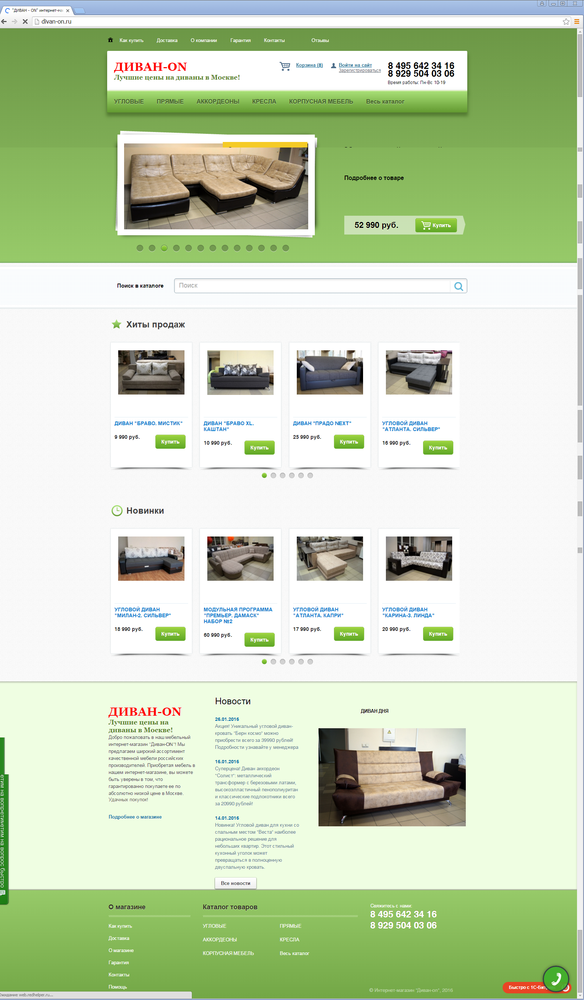 "ДИВАН - ON" интернет-ма
divan-on.ru
Как купить Доставка О компании Гарантия Контакты Отзывы
ДИВАН-ON
Лучшие цены на диваны в Москве!
Корзина (8)
Войти на сайт
Зарегистрироваться
8 495 642 34 16
8 929 504 03 06
Время работы: Пн-Вс 10-19
УГЛОВЫЕ ПРЯМЫЕ АККОРДЕОНЫ КРЕСЛА КОРПУСНАЯ МЕБЕЛЬ Весь каталог
Подробнее о товаре
52 990 руб. Купить
Поиск в каталоге Поиск
Хиты продаж
ДИВАН "БРАВО. МИСТИК"
9 990 руб.
Купить
ДИВАН "БРАВО XL.
КАШТАН"
10 990 руб.
Купить
ДИВАН "ПРАДО NEXT"
25 990 руб.
Купить
УГЛОВОЙ ДИВАН
"АТЛАНТА. СИЛЬВЕР"
16 990 руб.
Купить
Новинки
УГЛОВОЙ ДИВАН
"МИЛАН-2. СИЛЬВЕР"
18 990 руб.
Купить
МОДУЛЬНАЯ ПРОГРАММА
"ПРЕМЬЕР. ДАМАСК"
НАБОР №2
60 990 руб.
Купить
УГЛОВОЙ ДИВАН
"АТЛАНТА. КАПРИ"
17 990 руб.
Купить
УГЛОВОЙ ДИВАН
"КАРИНА-3. ЛИНДА"
20 990 руб.
Купить
ДИВАН-ON
Лучшие цены на
диваны в Москве!
Добро пожаловать в наш мебельный
интернет-магазин "Диван-ON"! Мы
предлагаем широкий ассортимент
качественной мебели российских
производителей. Приобретая мебель в
нашем интернет-магазине, вы можете
быть уверены в том, что
гарантированно покупаете ее по
абсолютно низкой цене в Москве.
Удачных покупок!
Подробнее о магазине
Новости
26.01.2016
Акция! Уникальный угловой диван-
кровать "Берн космо" можно
приобрести всего за 39990 рублей!
Подробности узнавайте у менеджера
16.01.2016
Суперцена! Диван аккордеон
"Солист": металлический
трансформер с березовыми латами,
высокоэлластичный пенополиуритан
и классические подлокотники всего
за 20990 рублей!
14.01.2016
Новинка! Угловой диван для кухни со
спальным местом "Веста" наиболее
рациональное решение для
небольших квартир. Этот стильный
кухонный уголок может
превращаться в полноценную
двуспальную кровать.
Все новости
ДИВАН ДНЯ
етим на вопретиметим на вопрос быстро
О магазине
Как купить
Доставка
О магазине
Гарантия
Контакты
Помощь
Каталог товаров
УГЛОВЫЕ ПРЯМЫЕ
АККОРДЕОНЫ КРЕСЛА
КОРПУСНАЯ МЕБЕЛЬ Весь каталог
Свяжитесь с нами:
8 495 642 34 16
8 929 504 03 06
© Интернет-магазин "Диван-on", 2016
Быстро с 1С-Бит
Ожидание web.redhelper.ru...